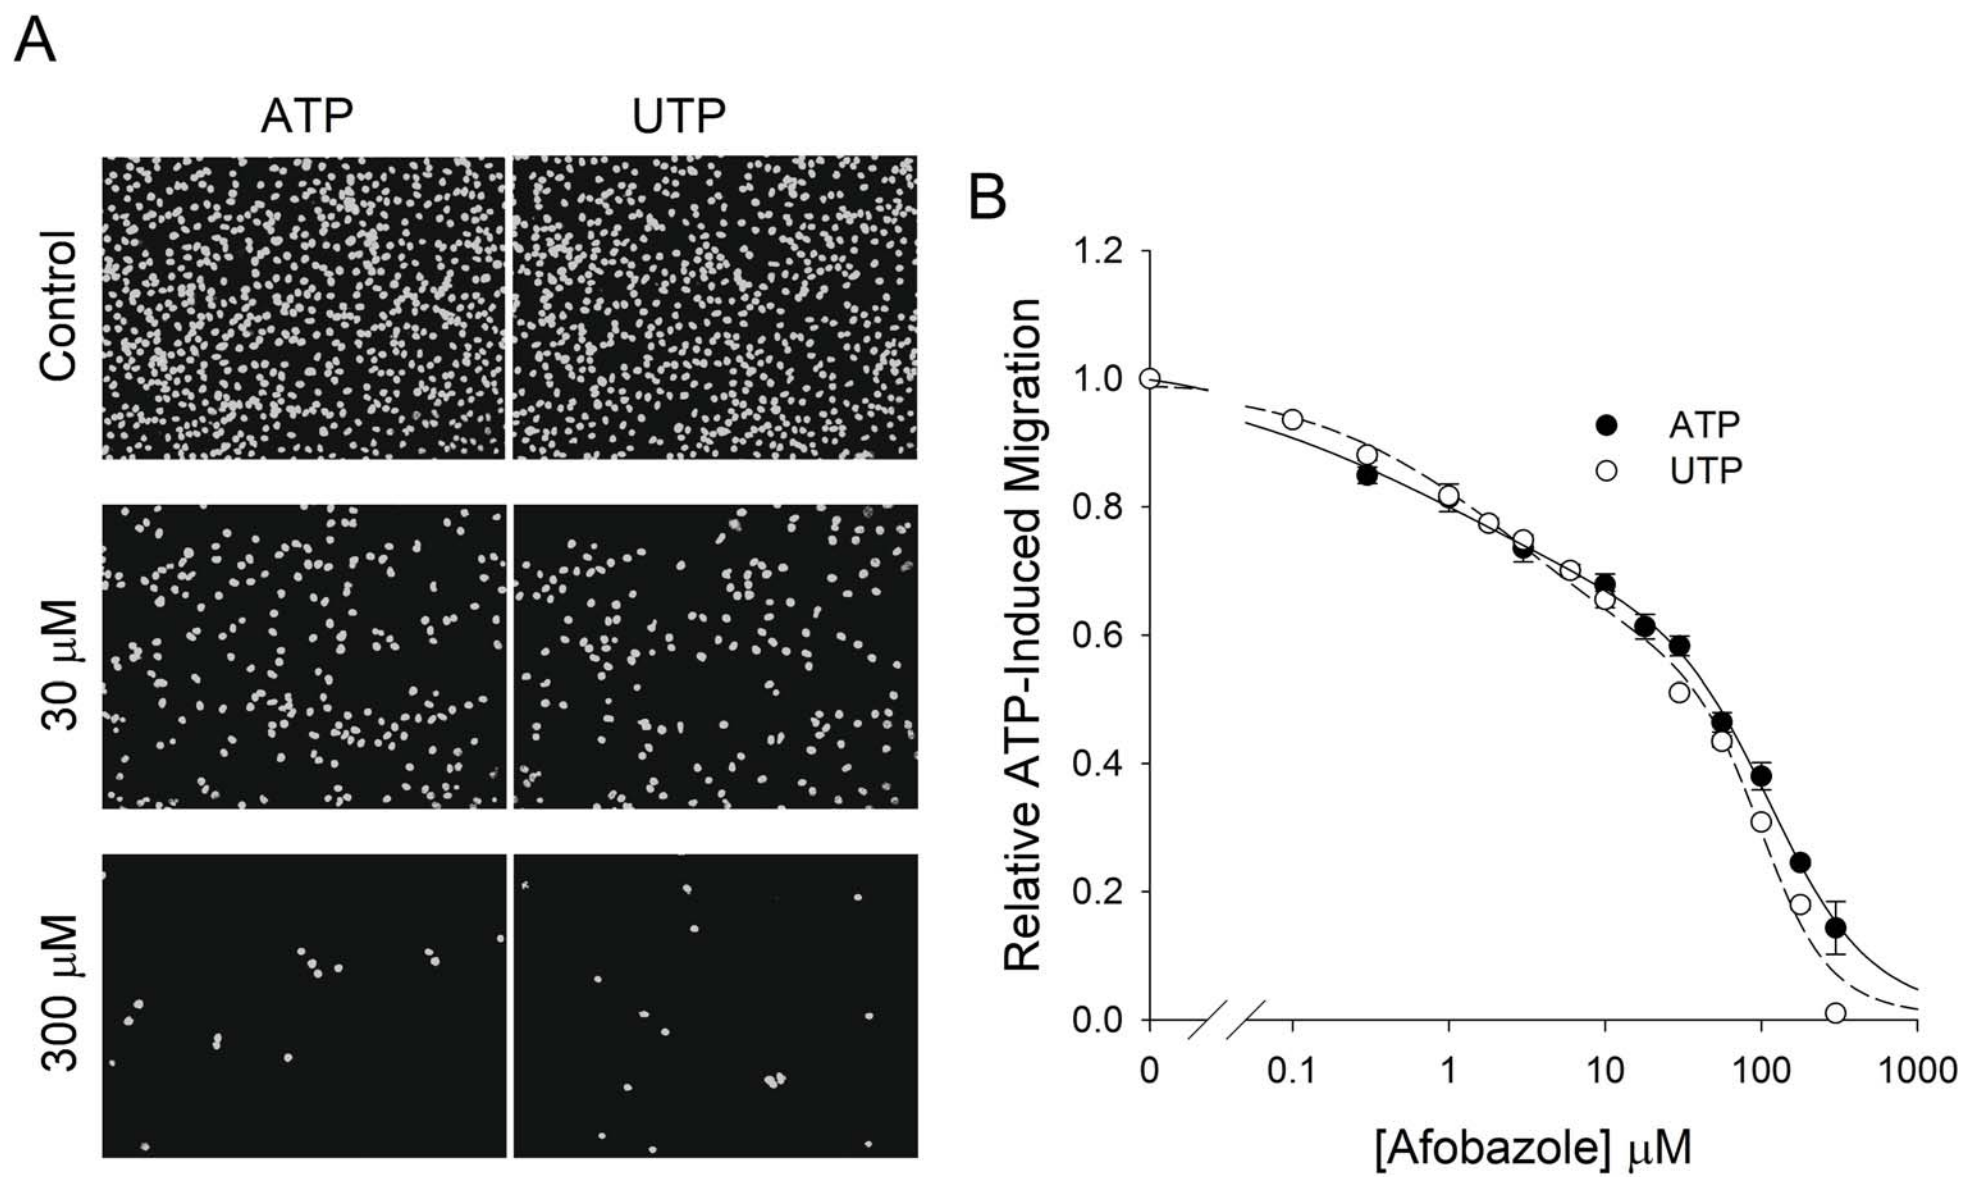 A
ATP
UTP
Control
30 µM
300 µM
B
Relative ATP-Induced Migration
1.2
1.0
0.8
0.6
0.4
0.2
0.0
ATP
UTP
0
0.1
1
10
100
1000
[Afobazole] µM